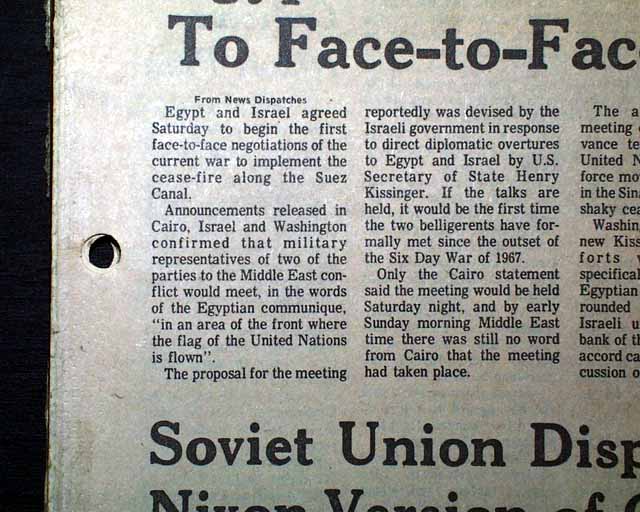 To Face-to-Fac
From News Dispatches
Egypt and Israel agreed
Saturday to begin the first
face-to-face negotiations of the
current war to implement the
cease-fire along the Suez
Canal.
Announcements released in
Cairo, Israel and Washington
confirmed that military
representatives of two of the
parties to the Middle East con-
flict would meet, in the words
of the Egyptian communique,
"in an area of the front where
the flag of the United Nations
is flown".
The proposal for the meeting
reportedly was devised by the
Israeli government in response
to direct diplomatic overtures
to Egypt and Israel by U.S.
Secretary of State Henry
Kissinger. If the talks are
held, it would be the first time
the two belligerents have for-
mally met since the outset of
the Six Day War of 1967.
Only the Cairo statement
said the meeting would be held
Saturday night, and by early
Sunday morning Middle East
time there was still no word
from Cairo that the meeting
had taken place.
The a
meeting
vance te
United N
force mo
in the Sin
shaky cea
Washin
new Kiss
forts
specifical
Egyptian
rounded
Israeli u
bank of th
accord ca
cussion o
Soviet Union Disp
Nixon Version of